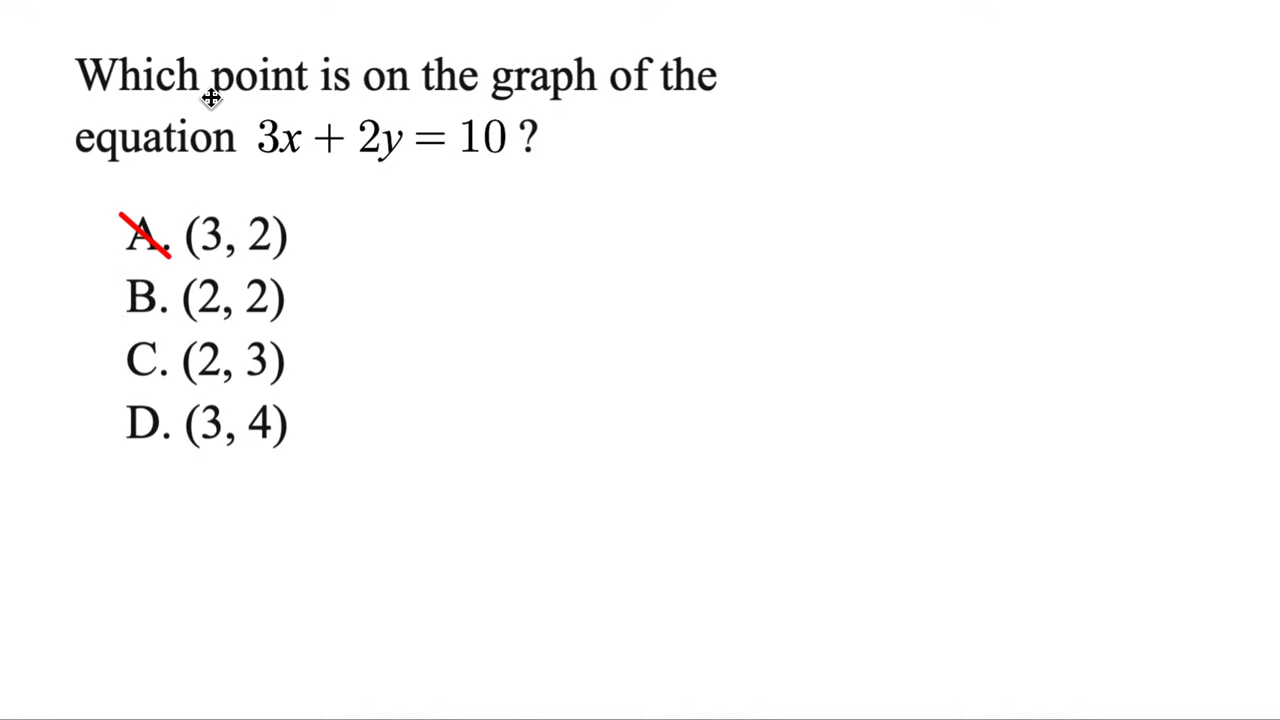 Which point is on the graph of the
equation 3x + 2y = 10 ?
A. (3, 2)
B. (2, 2)
C. (2, 3)
D. (3, 4)